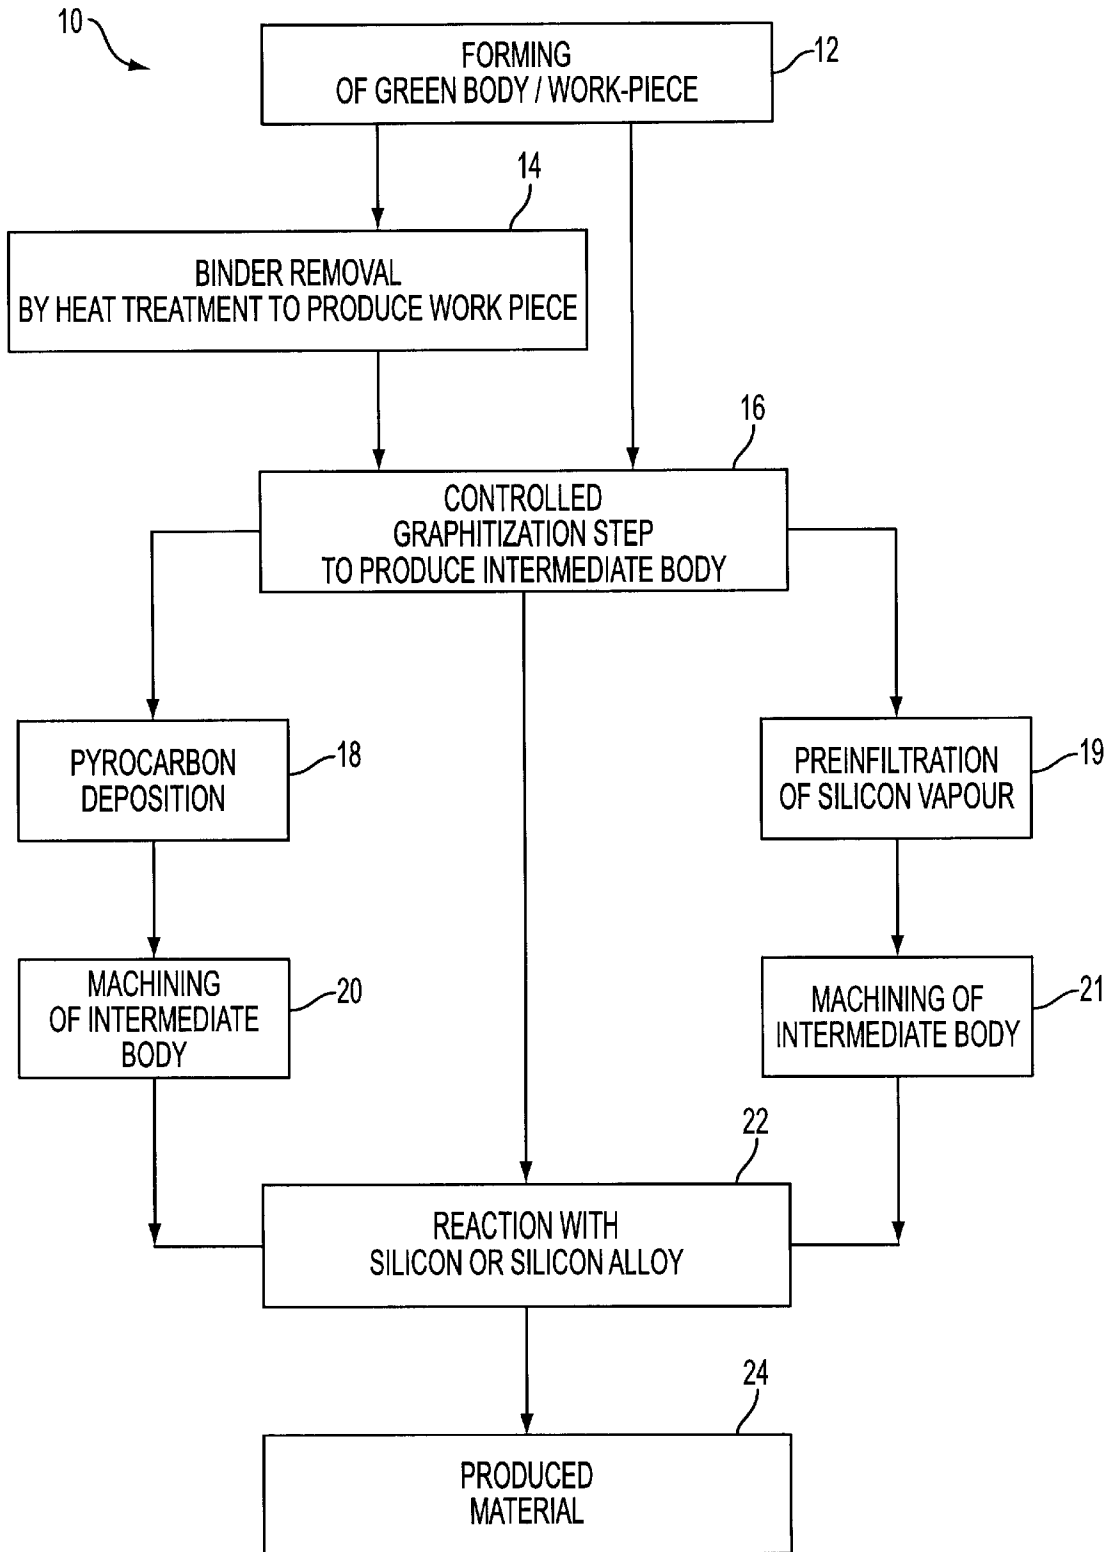 10
FORMING
OF GREEN BODY / WORK-PIECE
12
14
BINDER REMOVAL
BY HEAT TREATMENT TO PRODUCE WORK PIECE
16
CONTROLLED
GRAPHITIZATION STEP
TO PRODUCE INTERMEDIATE BODY
PYROCARBON
DEPOSITION
18
PREINFILTRATION
OF SILICON VAPOUR
19
MACHINING
OF INTERMEDIATE
BODY
20
MACHINING OF
INTERMEDIATE BODY
21
22
REACTION WITH
SILICON OR SILICON ALLOY
24
PRODUCED
MATERIAL